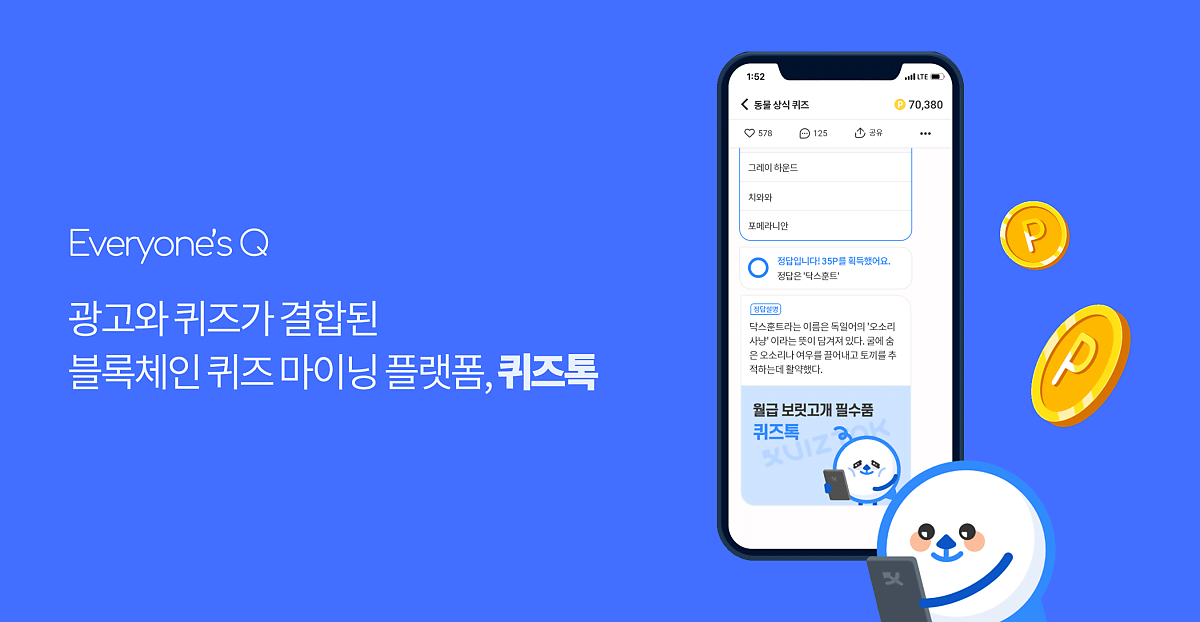 Everyone's Q
광고와 퀴즈가 결합된
블록체인 퀴즈 마이닝 플랫폼, 퀴즈톡
1:52
LTE
동물 상식 퀴즈
P 70,380
578
125
공유
그레이 하운드
치와와
포메라니안
정답입니다! 35P를 획득했어요.
정답은 '닥스훈트'
정답설명
닥스훈트라는 이름은 독일어의 '오소리
사냥' 이라는 뜻이 담겨져 있다. 굴에 숨
은 오소리나 여우를 끌어내고 토끼를 추
적하는데 활약했다.
월급 보릿고개 필수품
퀴즈톡
QUIZTOK
P
P